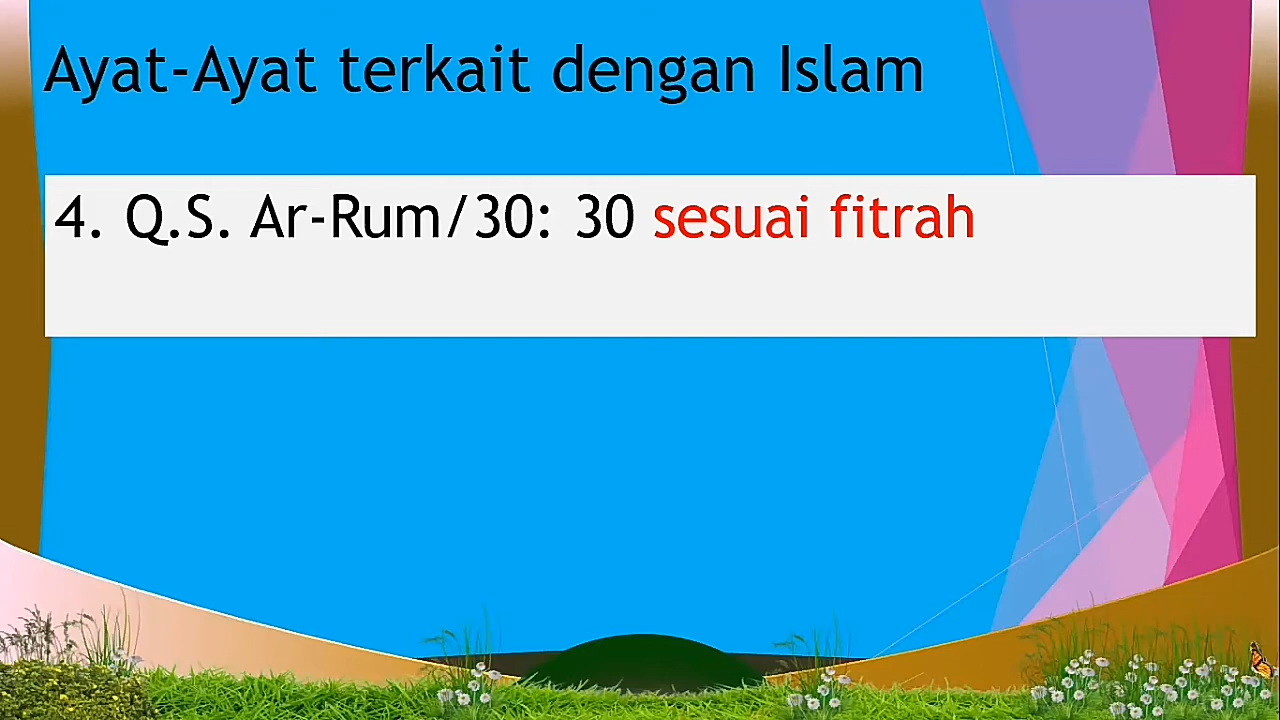 Ayat-Ayat terkait dengan Islam
4. Q.S. Ar-Rum/30: 30 sesuai fitrah